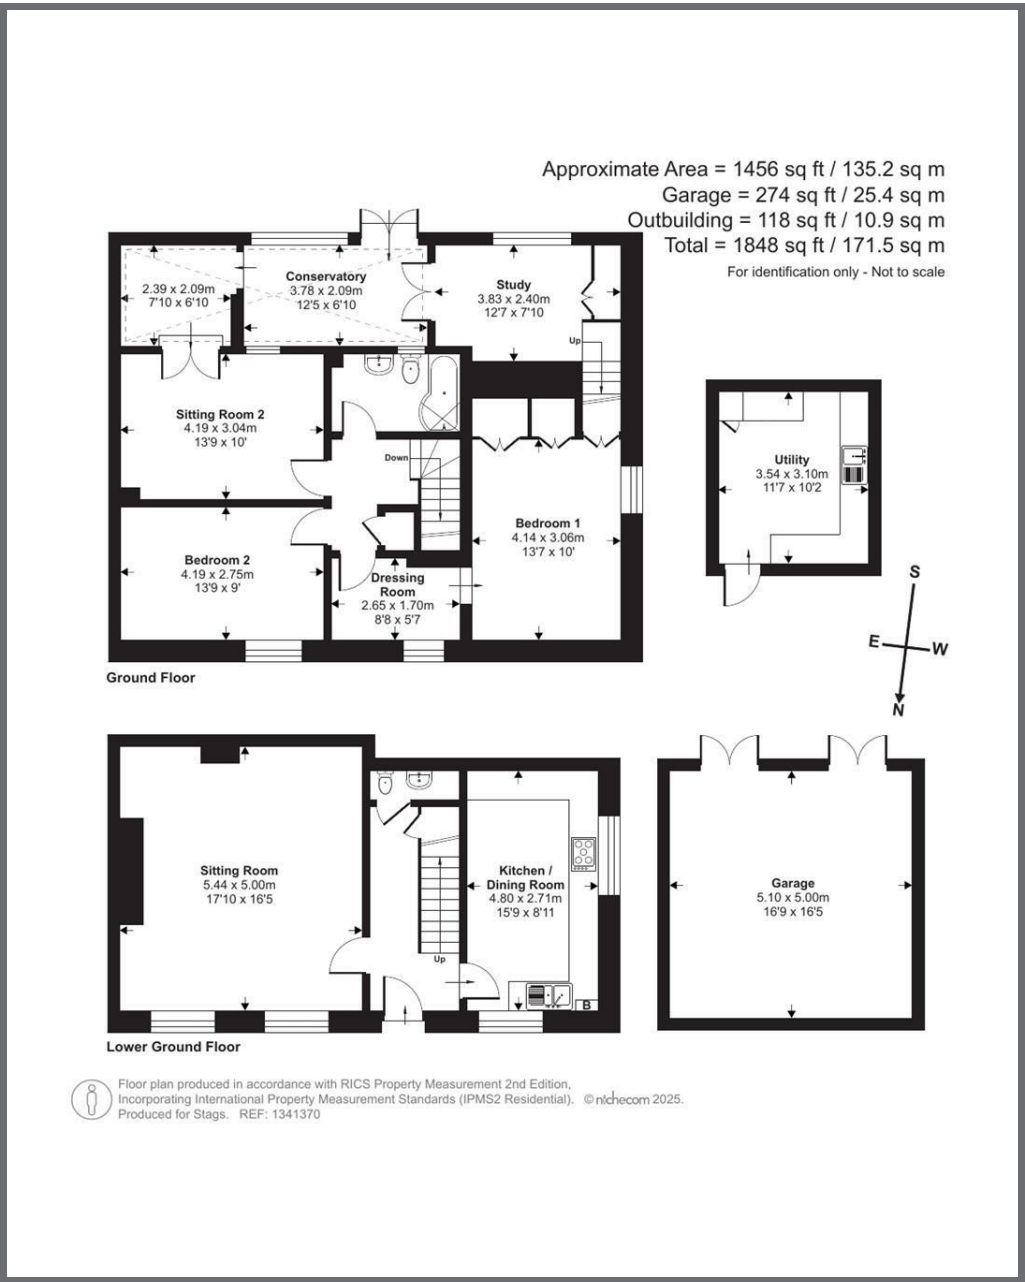 Approximate Area = 1456 sq ft / 135.2 sq m
Garage = 274 sq ft / 25.4 sq m
Outbuilding = 118 sq ft / 10.9 sq m
Total = 1848 sq ft / 171.5 sq m
For identification only - Not to scale
2.39 x 2.09m
7'10 x 6'10
Conservatory
3.78 x 2.09m
12'5 x 6'10
Study
3.83 x 2.40m
12'7 x 7'10
Up
Sitting Room 2
4.19 x 3.04m
13'9 x 10'
Down
Bedroom 1
4.14 x 3.06m
13'7 x 10'
Bedroom 2
4.19 x 2.75m
13'9 x 9'
Dressing
Room
2.65 x 1.70m
8'8 x 5'7
Ground Floor
Utility
3.54 x 3.10m
11'7 x 10'2
S
E
W
N
Sitting Room
5.44 x 5.00m
17'10 x 16'5
Up
Kitchen /
Dining Room
4.80 x 2.71m
15'9 x 8'11
B
Garage
5.10 x 5.00m
16'9 x 16'5
Lower Ground Floor
Floor plan produced in accordance with RICS Property Measurement 2nd Edition,
Incorporating International Property Measurement Standards (IPMS2 Residential). © nichecom 2025.
Produced for Stags. REF: 1341370